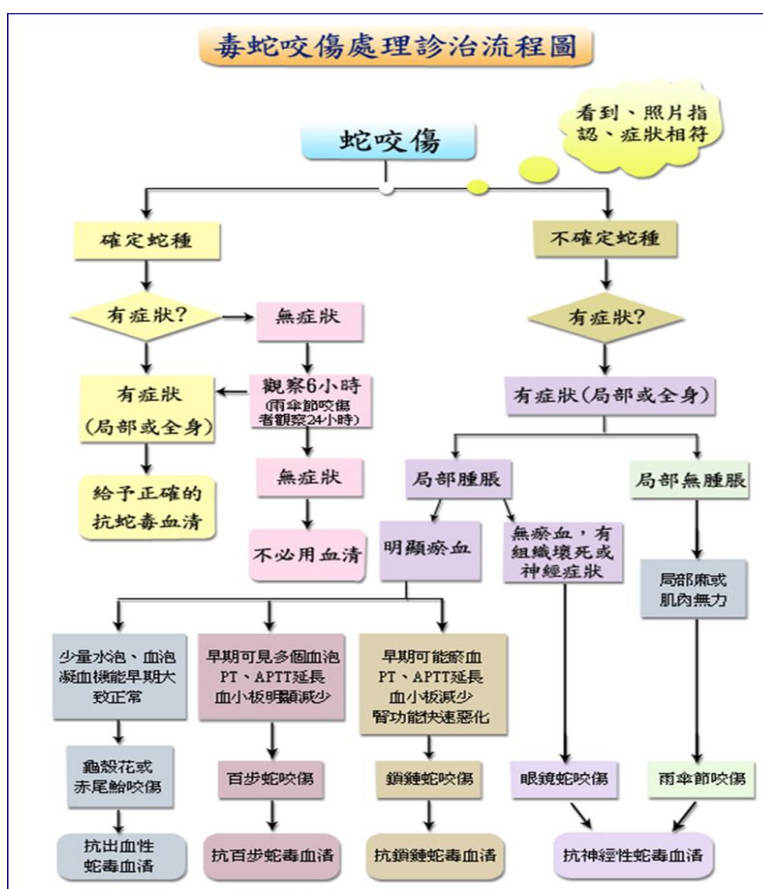 毒蛇咬傷處理診治流程圖
看到、照片指
認、症狀相符
蛇咬傷
確定蛇種
不確定蛇種
有症狀?
無症狀
有症狀?
有症狀
(局部或全身)
觀察6小時
(雨傘節咬傷
者觀察24小時)
有症狀(局部或全身)
給予正確的
抗蛇毒血清
無症狀
不必用血清
局部腫脹
局部無腫脹
明顯瘀血
無瘀血，有
組織壞死或
神經症狀
局部麻或
肌肉無力
少量水泡、血泡
凝血機能早期大
致正常
早期可見多個血泡
PT、APTT延長
血小板明顯減少
早期可能瘀血
PT、APTT延長
血小板減少
腎功能快速惡化
龜殼花或
赤尾鮐咬傷
百步蛇咬傷
鎖鏈蛇咬傷
眼鏡蛇咬傷
雨傘節咬傷
抗出血性
蛇毒血清
抗百步蛇毒血清
抗鎖鏈蛇毒血清
抗神經性蛇毒血清